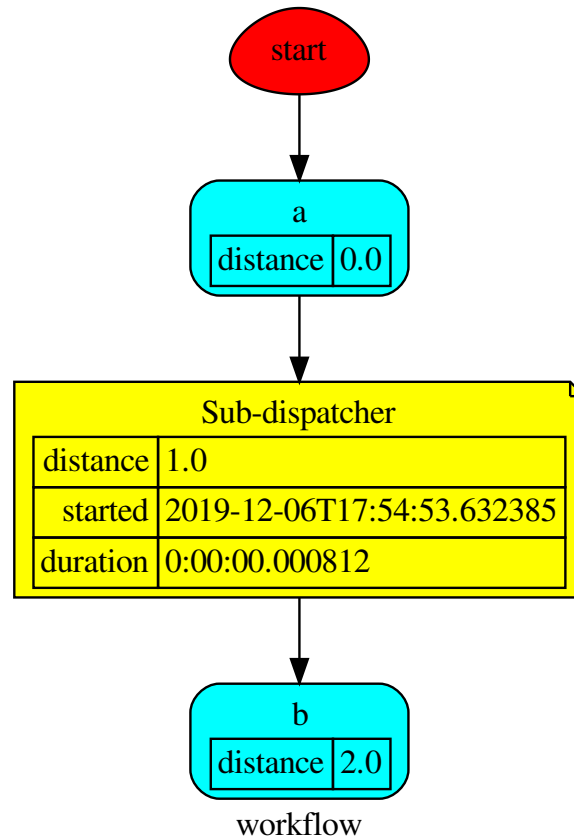 start
a
distance 0.0
Sub-dispatcher
distance 1.0
started 2019-12-06T17:54:53.632385
duration 0:00:00.000812
b
distance 2.0
workflow